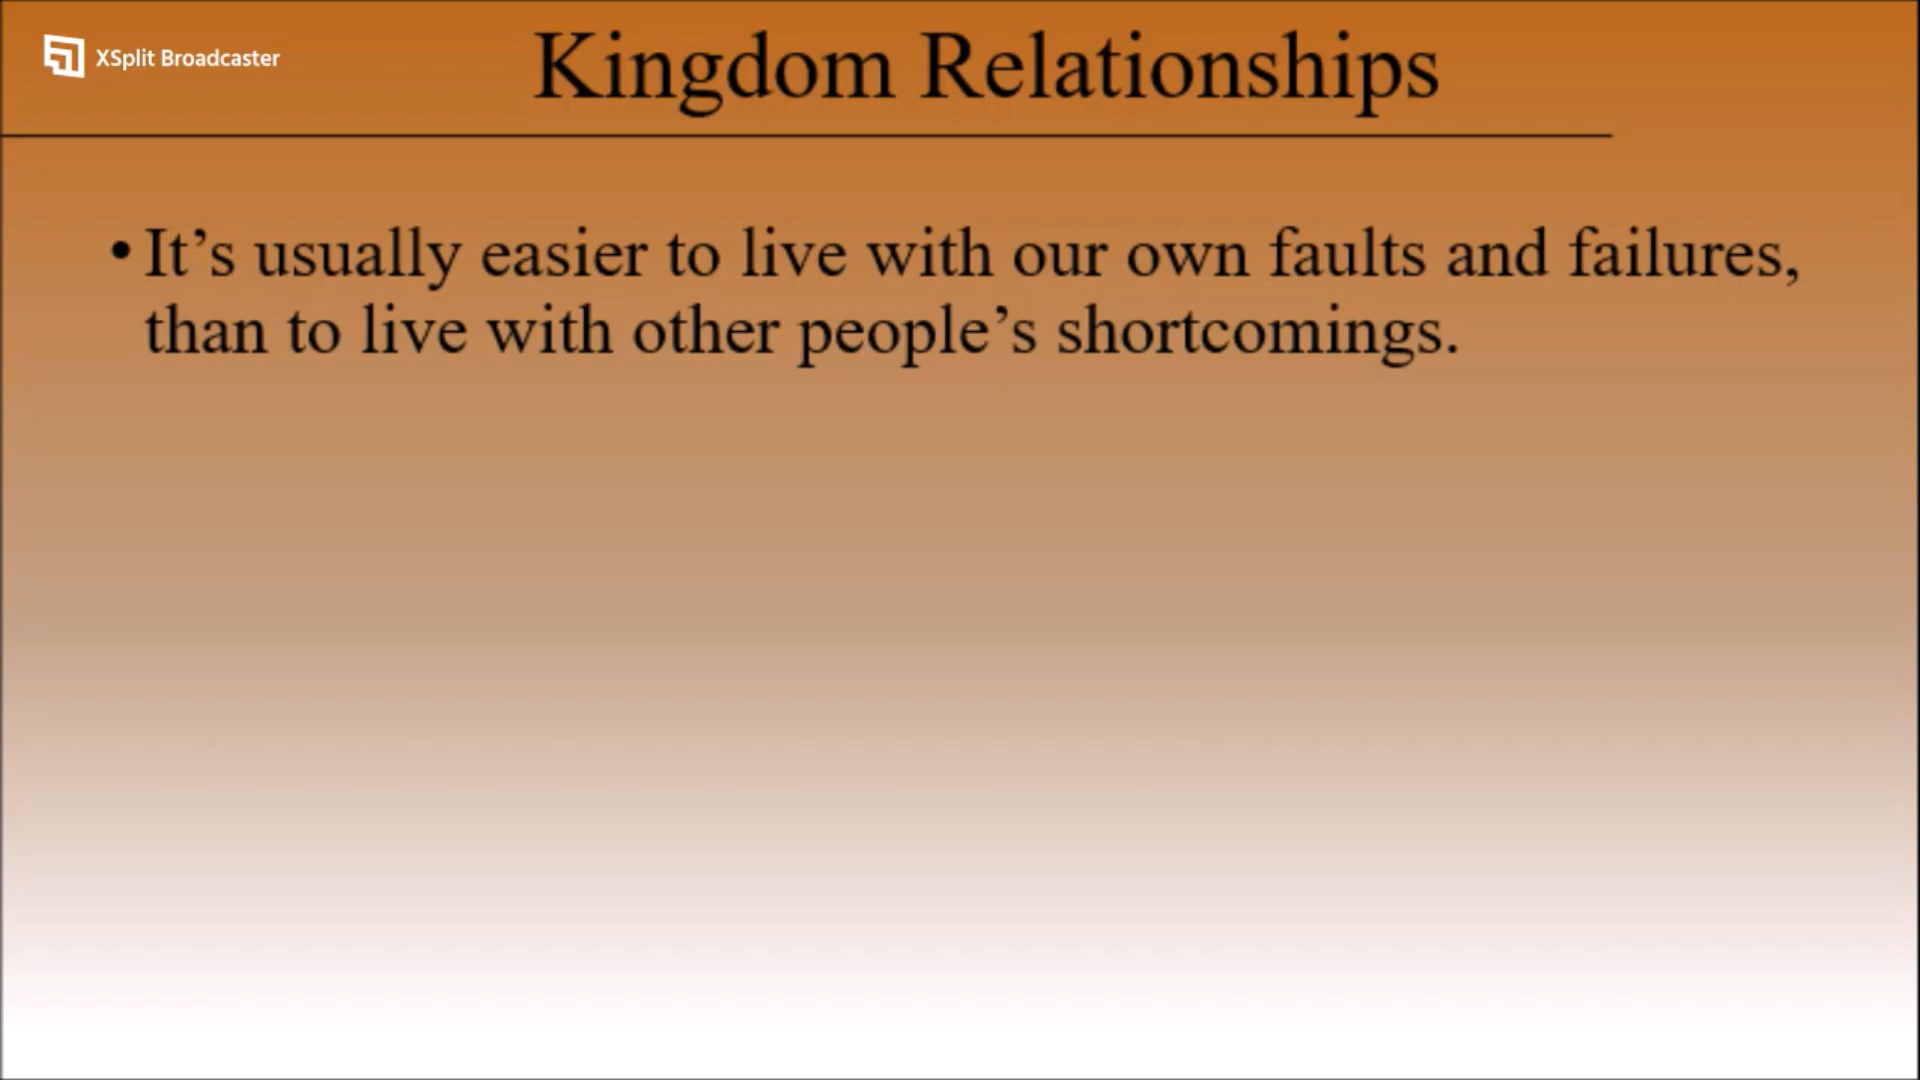 XSplit Broadcaster
Kingdom Relationships
• It’s usually easier to live with our own faults and failures,
than to live with other people’s shortcomings.